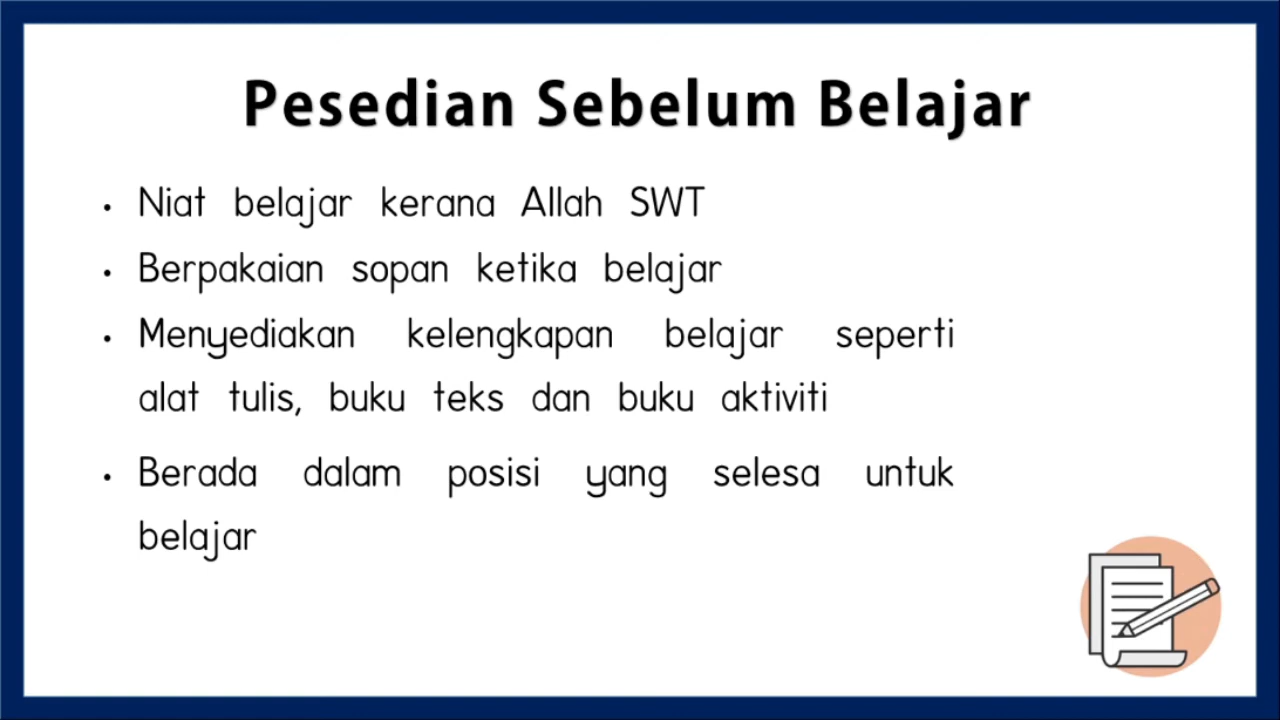 Pesedian Sebelum Belajar
• Niat belajar kerana Allah SWT
• Berpakaian sopan ketika belajar
• Menyediakan kelengkapan belajar seperti
alat tulis, buku teks dan buku aktiviti
• Berada dalam posisi yang selesa untuk
belajar